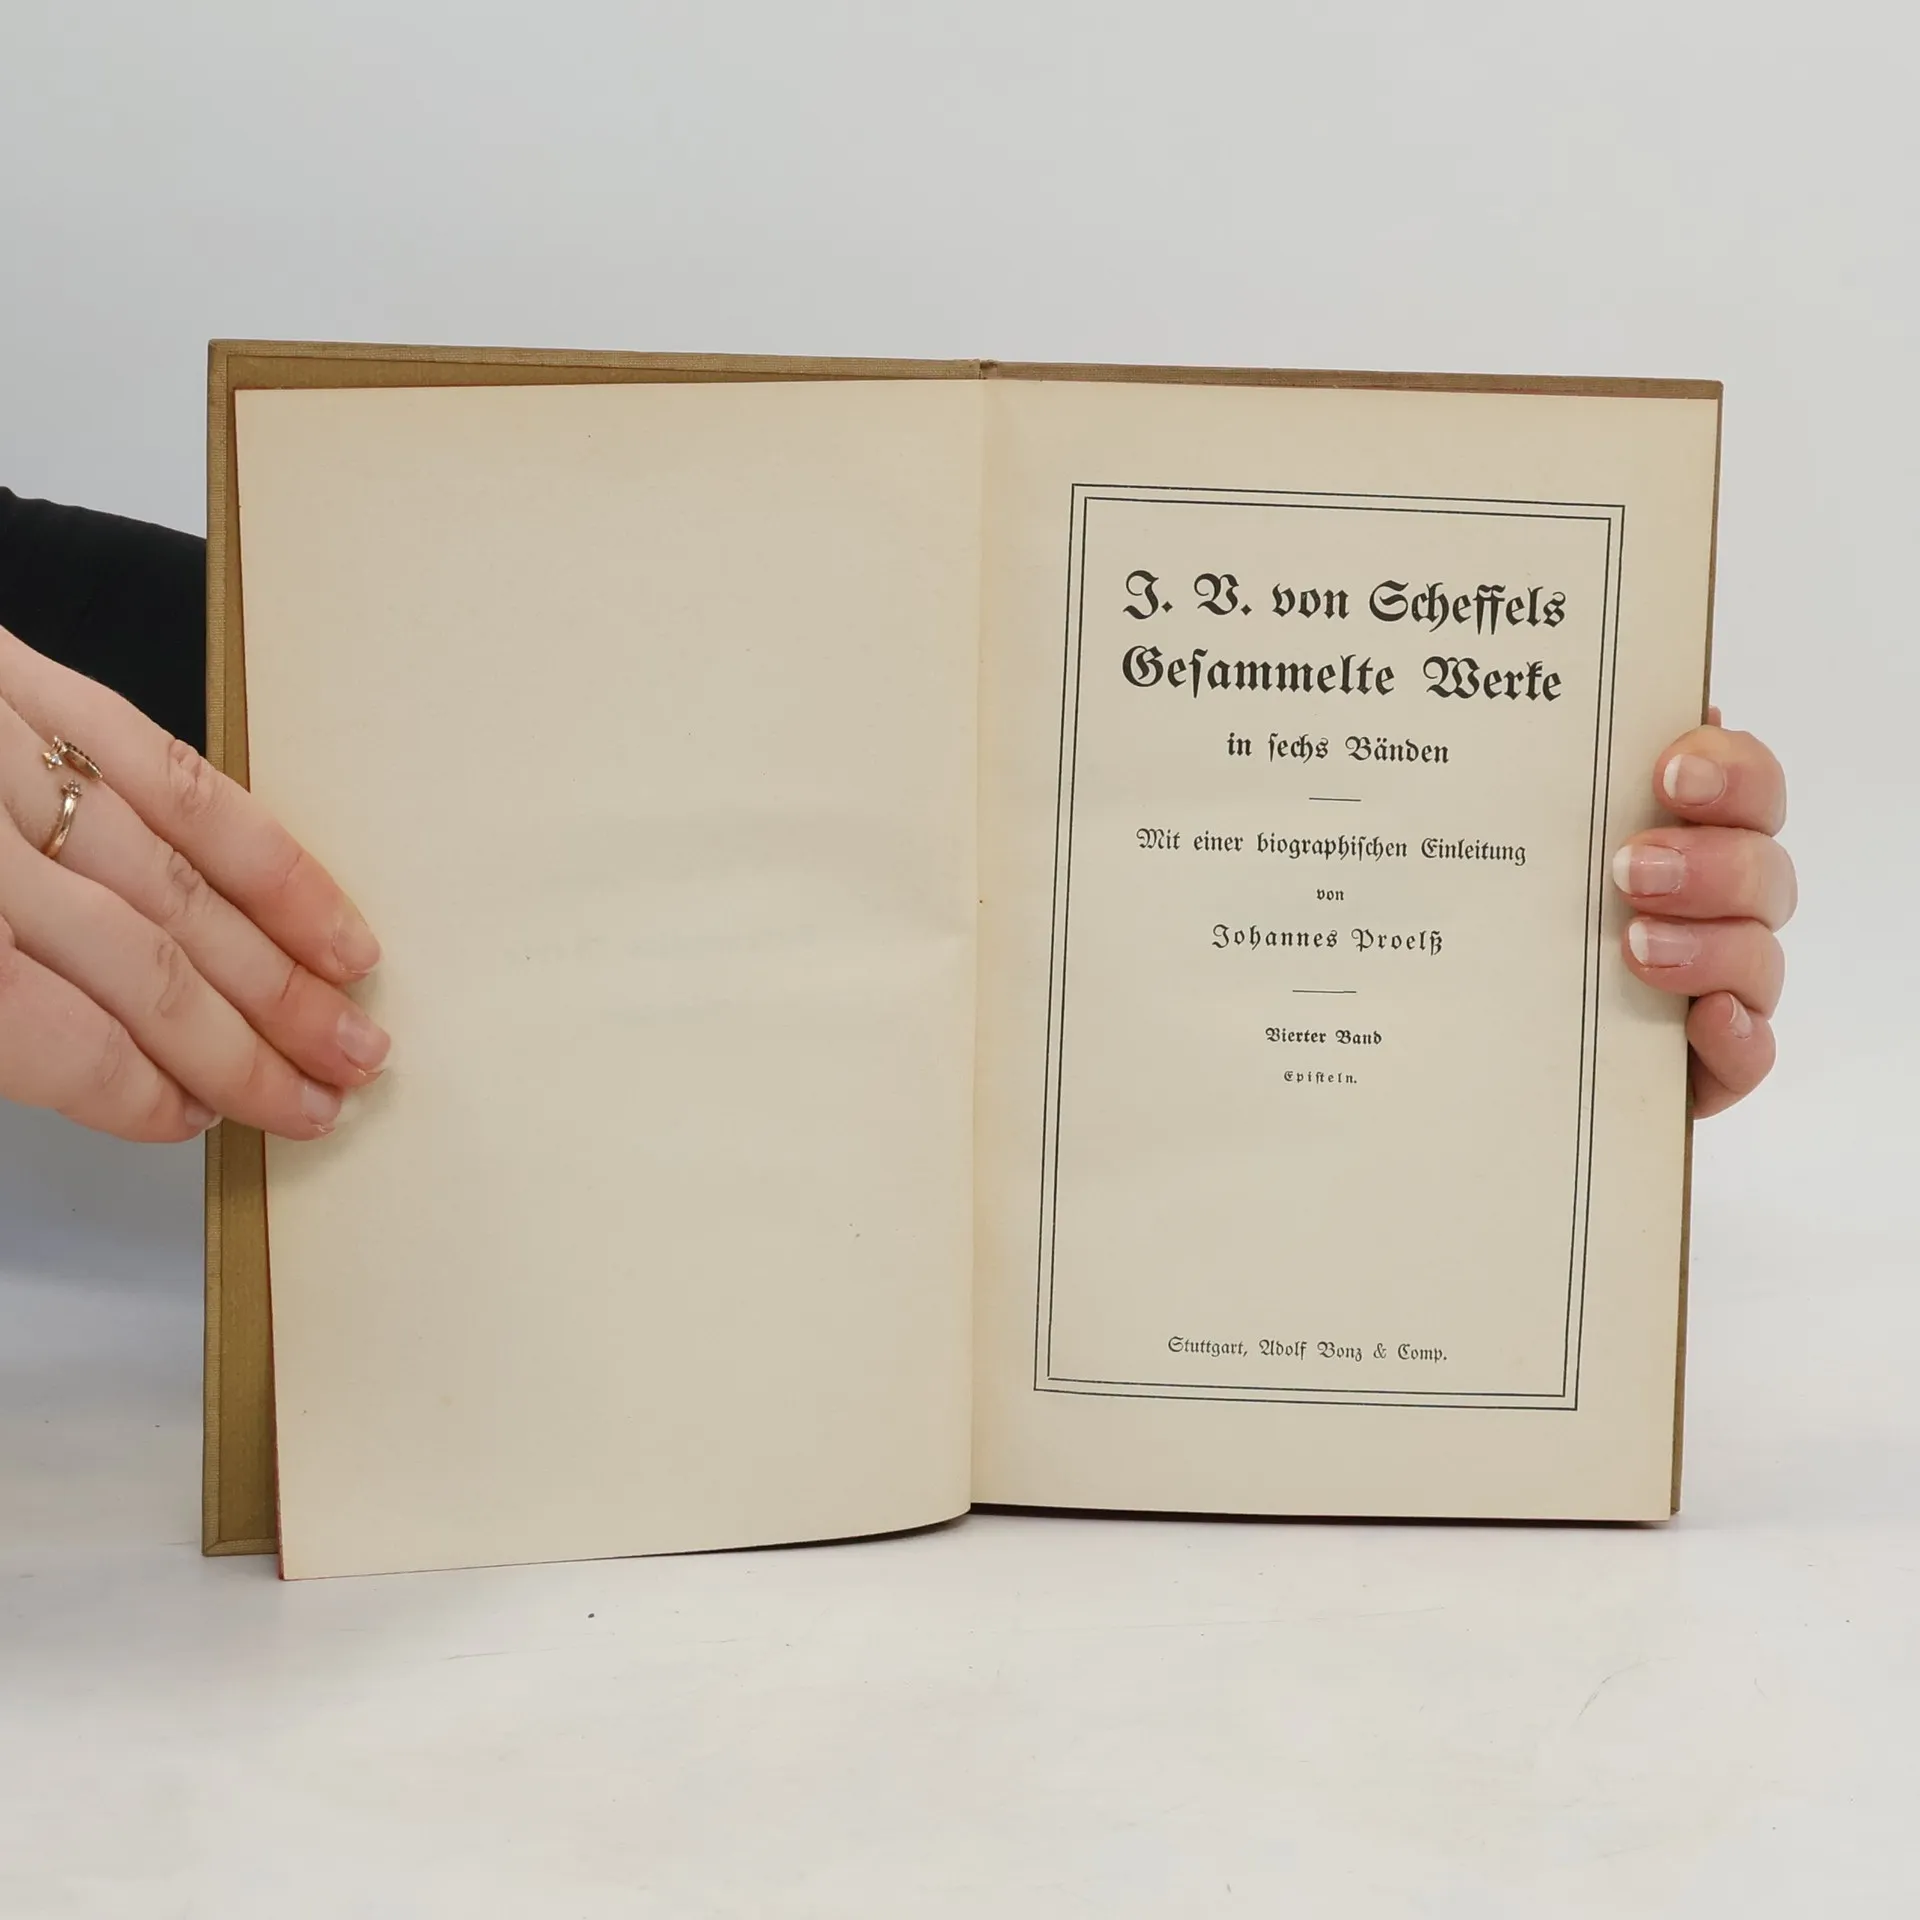 J. V. von Scheffels
Geſammelte Werke
in ſechs Bänden
Mit einer biographiſchen Einleitung
von
Johannes Proelß
Vierter Band
Epiſteln.
Stuttgart, Adolf Bonz & Comp.